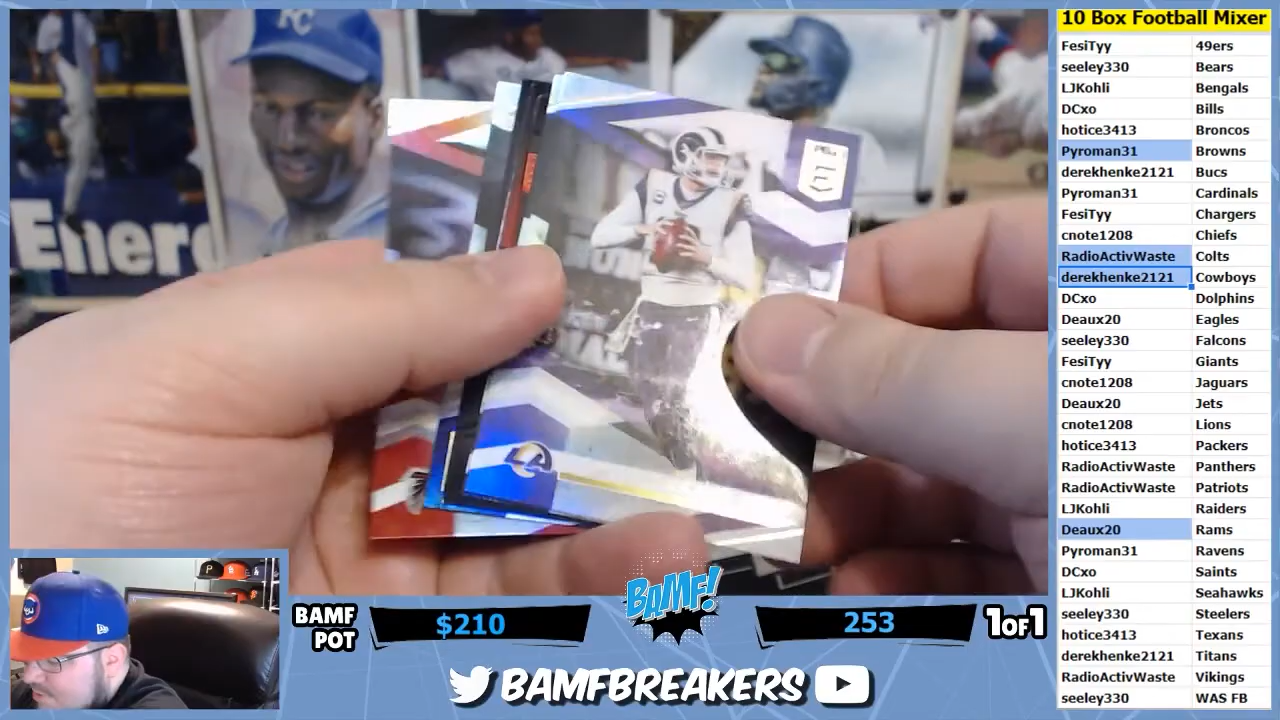 10 Box Football Mixer
FesiTyy 49ers
seeley330 Bears
LJKohli Bengals
DCxo Bills
hotice3413 Broncos
Pyroman31 Browns
derekhenke2121 Bucs
Pyroman31 Cardinals
FesiTyy Chargers
cnote1208 Chiefs
RadioActivWaste Colts
derekhenke2121 Cowboys
DCxo Dolphins
Deaux20 Eagles
seeley330 Falcons
FesiTyy Giants
cnote1208 Jaguars
Deaux20 Jets
cnote1208 Lions
hotice3413 Packers
RadioActivWaste Panthers
RadioActivWaste Patriots
LJKohli Raiders
Deaux20 Rams
Pyroman31 Ravens
DCxo Saints
LJKohli Seahawks
seeley330 Steelers
hotice3413 Texans
derekhenke2121 Titans
RadioActivWaste Vikings
seeley330 WAS FB
KC
Ener
LA
BAMF POT
$210
BAMF!
253
1OF1
BAMFBREAKERS